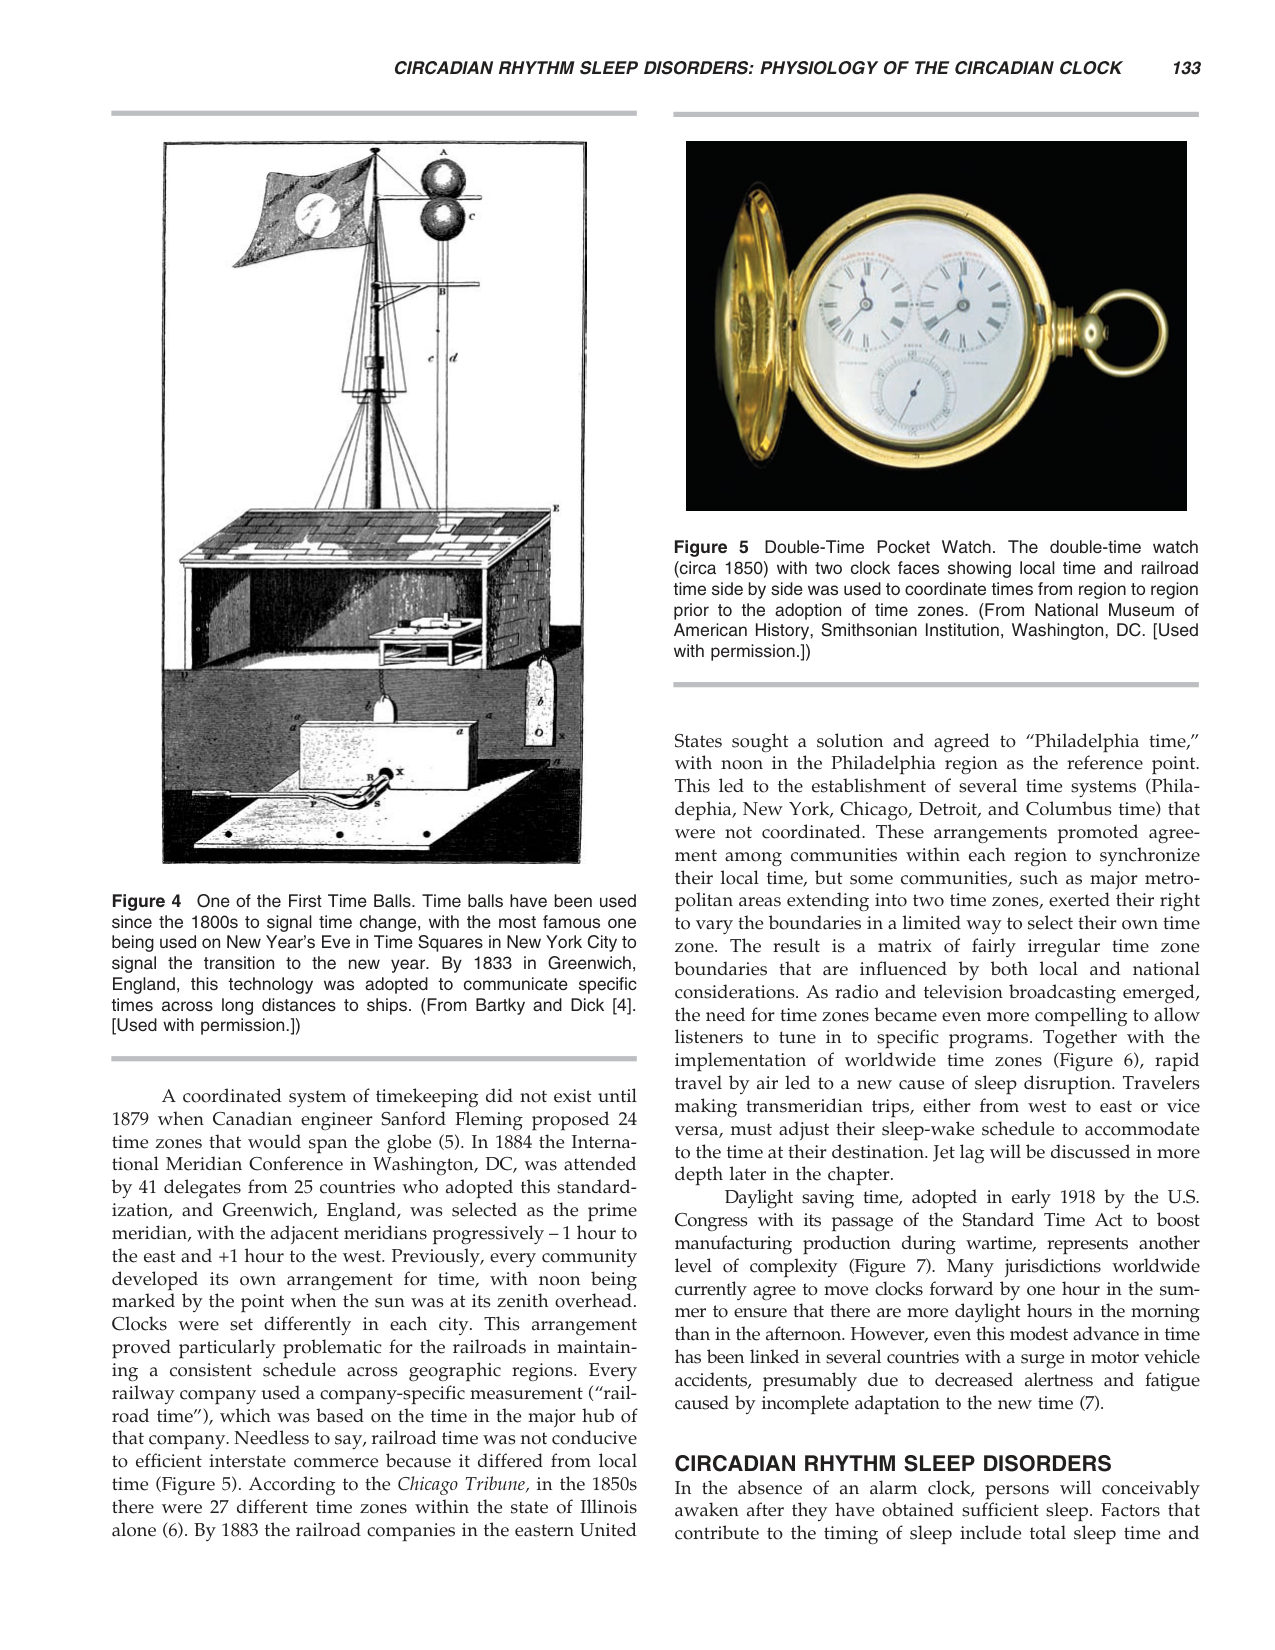 CIRCADIAN RHYTHM SLEEP DISORDERS: PHYSIOLOGY OF THE CIRCADIAN CLOCK 133
A
C
B
c d
E
D
b
a
a
d
a
b
O
R X
P
S
Figure 4 One of the First Time Balls. Time balls have been used
since the 1800s to signal time change, with the most famous one
being used on New Year's Eve in Time Squares in New York City to
signal the transition to the new year. By 1833 in Greenwich,
England, this technology was adopted to communicate specific
times across long distances to ships. (From Bartky and Dick [4].
[Used with permission.])
A coordinated system of timekeeping did not exist until
1879 when Canadian engineer Sanford Fleming proposed 24
time zones that would span the globe (5). In 1884 the Interna-
tional Meridian Conference in Washington, DC, was attended
by 41 delegates from 25 countries who adopted this standard-
ization, and Greenwich, England, was selected as the prime
meridian, with the adjacent meridians progressively – 1 hour to
the east and +1 hour to the west. Previously, every community
developed its own arrangement for time, with noon being
marked by the point when the sun was at its zenith overhead.
Clocks were set differently in each city. This arrangement
proved particularly problematic for the railroads in maintain-
ing a consistent schedule across geographic regions. Every
railway company used a company-specific measurement ("rail-
road time"), which was based on the time in the major hub of
that company. Needless to say, railroad time was not conducive
to efficient interstate commerce because it differed from local
time (Figure 5). According to the Chicago Tribune, in the 1850s
there were 27 different time zones within the state of Illinois
alone (6). By 1883 the railroad companies in the eastern United
Figure 5 Double-Time Pocket Watch. The double-time watch
(circa 1850) with two clock faces showing local time and railroad
time side by side was used to coordinate times from region to region
prior to the adoption of time zones. (From National Museum of
American History, Smithsonian Institution, Washington, DC. [Used
with permission.])
States sought a solution and agreed to "Philadelphia time,"
with noon in the Philadelphia region as the reference point.
This led to the establishment of several time systems (Phila-
dephia, New York, Chicago, Detroit, and Columbus time) that
were not coordinated. These arrangements promoted agree-
ment among communities within each region to synchronize
their local time, but some communities, such as major metro-
politan areas extending into two time zones, exerted their right
to vary the boundaries in a limited way to select their own time
zone. The result is a matrix of fairly irregular time zone
boundaries that are influenced by both local and national
considerations. As radio and television broadcasting emerged,
the need for time zones became even more compelling to allow
listeners to tune in to specific programs. Together with the
implementation of worldwide time zones (Figure 6), rapid
travel by air led to a new cause of sleep disruption. Travelers
making transmeridian trips, either from west to east or vice
versa, must adjust their sleep-wake schedule to accommodate
to the time at their destination. Jet lag will be discussed in more
depth later in the chapter.
Daylight saving time, adopted in early 1918 by the U.S.
Congress with its passage of the Standard Time Act to boost
manufacturing production during wartime, represents another
level of complexity (Figure 7). Many jurisdictions worldwide
currently agree to move clocks forward by one hour in the sum-
mer to ensure that there are more daylight hours in the morning
than in the afternoon. However, even this modest advance in time
has been linked in several countries with a surge in motor vehicle
accidents, presumably due to decreased alertness and fatigue
caused by incomplete adaptation to the new time (7).
CIRCADIAN RHYTHM SLEEP DISORDERS
In the absence of an alarm clock, persons will conceivably
awaken after they have obtained sufficient sleep. Factors that
contribute to the timing of sleep include total sleep time and